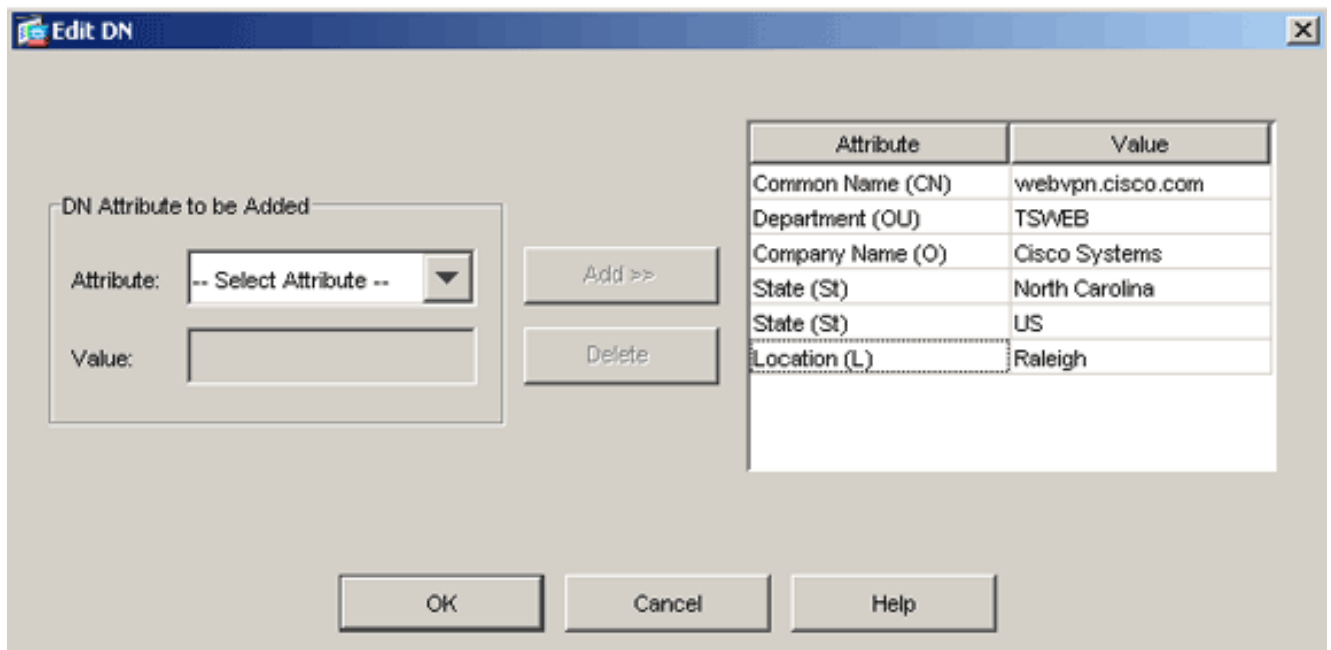 Edit DN
DN Attribute to be Added
Attribute: -- Select Attribute --
Value:
Add >>
Delete
Attribute Value
Common Name (CN) webvpn.cisco.com
Department (OU) TSWEB
Company Name (O) Cisco Systems
State (St) North Carolina
State (St) US
Location (L) Raleigh
OK Cancel Help